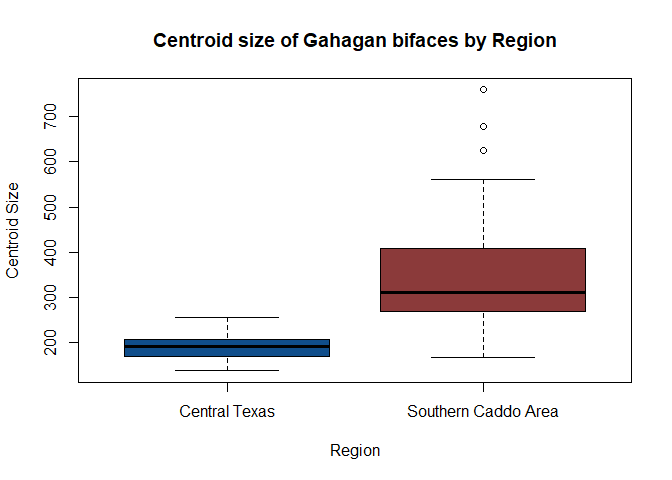 Centroid size of Gahagan bifaces by Region
Centroid Size
700
600
500
400
300
200
Central Texas
Southern Caddo Area
Region